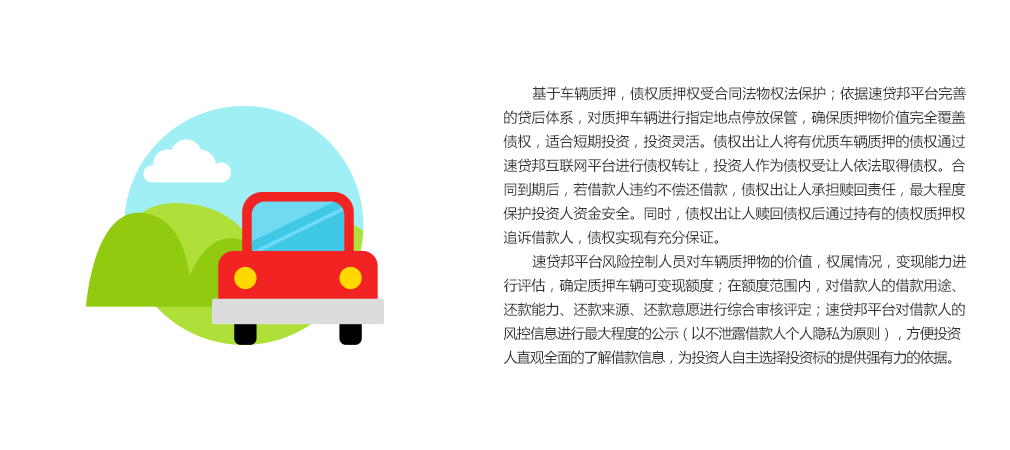 基于车辆质押，债权质押权受合同法物权法保护；依据速贷邦平台完善
的贷后体系，对质押车辆进行指定地点停放保管，确保质押物价值完全覆盖
债权，适合短期投资，投资灵活。债权出让人将有优质车辆质押的债权通过
速贷邦互联网平台进行债权转让，投资人作为债权受让人依法取得债权。合
同到期后，若借款人违约不偿还借款，债权出让人承担赎回责任，最大程度
保护投资人资金安全。同时，债权出让人赎回债权后通过持有的债权质押权
追诉借款人，债权实现有充分保证。
速贷邦平台风险控制人员对车辆质押物的价值，权属情况，变现能力进
行评估，确定质押车辆可变现额度；在额度范围内，对借款人的借款用途、
还款能力、还款来源、还款意愿进行综合审核评定；速贷邦平台对借款人的
风控信息进行最大程度的公示（以不泄露借款人个人隐私为原则），方便投资
人直观全面的了解借款信息，为投资人自主选择投资标的提供强有力的依据。